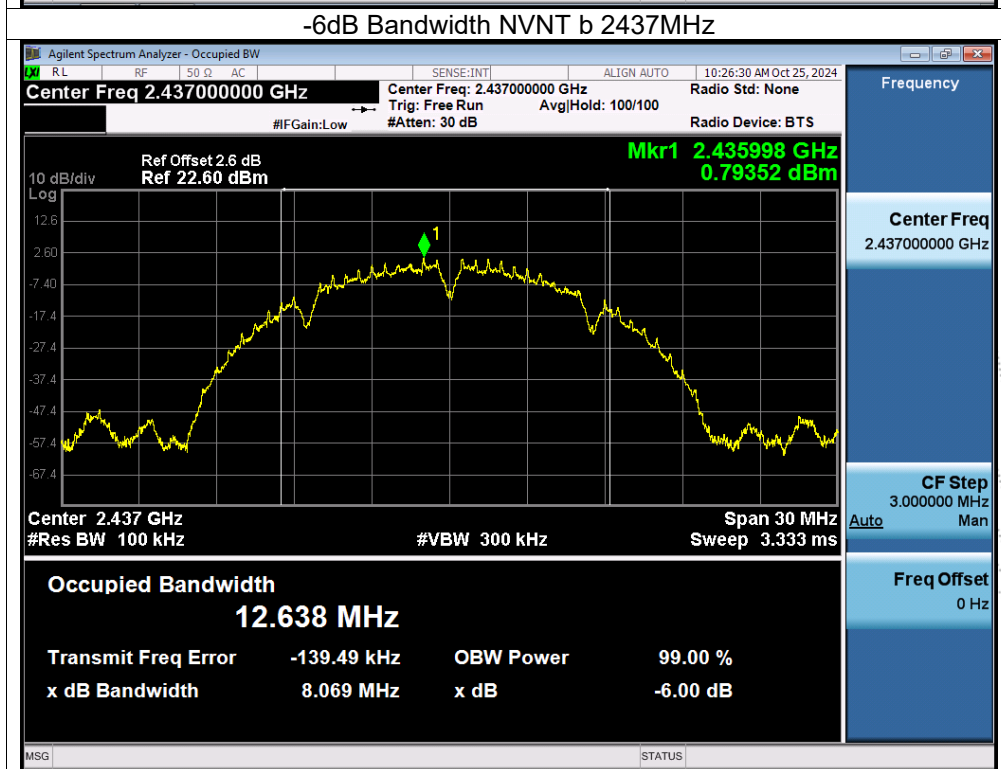 -6dB Bandwidth NVNT b 2437MHz
Agilent Spectrum Analyzer - Occupied BW
LXI RL RF 50 Ω AC SENSE:INT ALIGN AUTO 10:26:30 AM Oct 25, 2024
Center Freq 2.437000000 GHz
Center Freq: 2.437000000 GHz Radio Std: None
Trig: Free Run Avg|Hold: 100/100
#IFGain:Low #Atten: 30 dB Radio Device: BTS
Frequency
Mkr1 2.435998 GHz
0.79352 dBm
Ref Offset 2.6 dB
10 dB/div Ref 22.60 dBm
Log
12.6
1
2.60
-7.40
-17.4
-27.4
-37.4
-47.4
-57.4
-67.4
Center 2.437 GHz Span 30 MHz
#Res BW 100 kHz #VBW 300 kHz Sweep 3.333 ms
Center Freq
2.437000000 GHz
CF Step
3.000000 MHz
Auto Man
Freq Offset
0 Hz
Occupied Bandwidth
12.638 MHz
Transmit Freq Error -139.49 kHz OBW Power 99.00 %
x dB Bandwidth 8.069 MHz x dB -6.00 dB
MSG STATUS